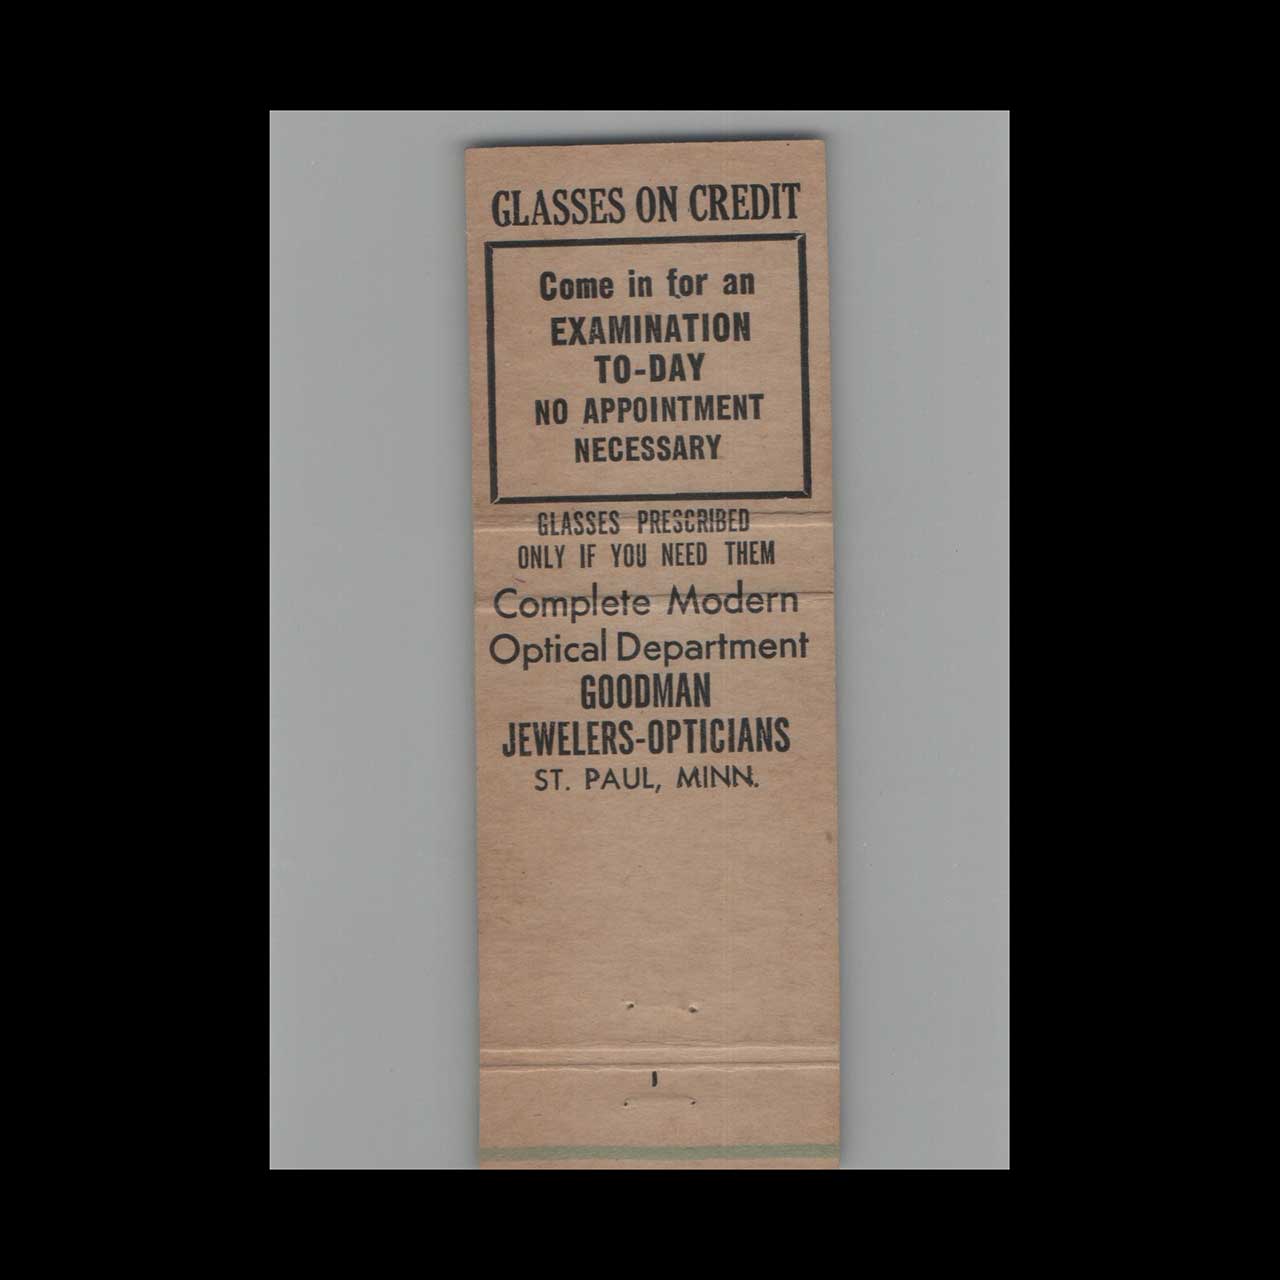 GLASSES ON CREDIT
Come in for an
EXAMINATION
TO-DAY
NO APPOINTMENT
NECESSARY
GLASSES PRESCRIBED
ONLY IF YOU NEED THEM
Complete Modern
Optical Department
GOODMAN
JEWELERS-OPTICIANS
ST. PAUL, MINN.